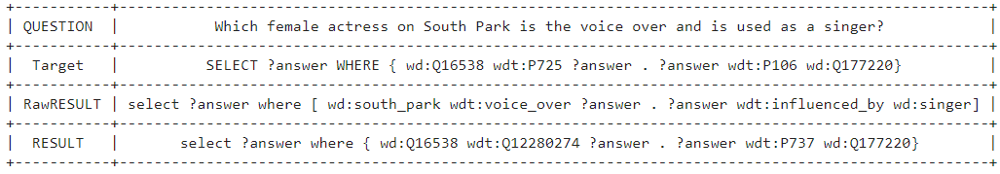 QUESTION | Which female actress on South Park is the voice over and is used as a singer?
Target | SELECT ?answer WHERE { wd:Q16538 wdt:P725 ?answer . ?answer wdt:P106 wd:Q177220}
RawRESULT | select ?answer where [ wd:south_park wdt:voice_over ?answer . ?answer wdt:influenced_by wd:singer]
RESULT | select ?answer where { wd:Q16538 wdt:Q12280274 ?answer . ?answer wdt:P737 wd:Q177220}